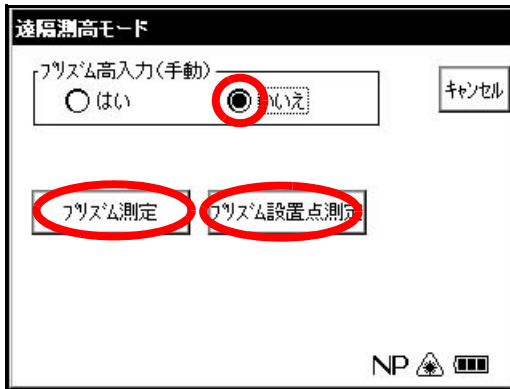 遠隔測高モード
プリズム高入力(手動)
はい いいえ
キャンセル
プリズム測定 プリズム設置点測定
NP